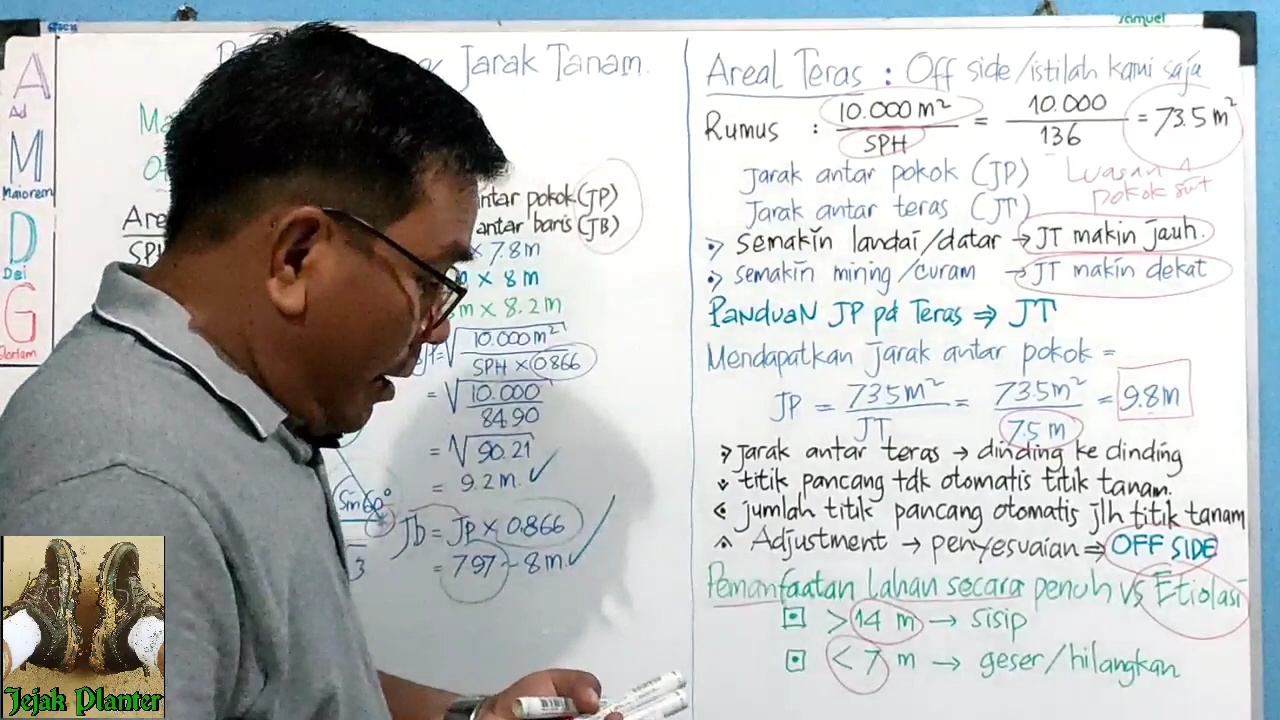 Samuel
A
Ad
M
Maiorem
D
Dei
G
Gloriam
Jarak Tanam.
antar pokok (JP)
antar baris (JB)
x 7.8 m
x 8 m
m x 8.2 m
10.000 m²
SPH x 0.866
= √ 10.000
84.90
= √ 90.21
= 9.2 m.
Sin 60°
Jb = JP x 0.866
= 7.97 ~ 8 m.
3
Areal Teras : Off side/istilah kami saja
Rumus : 10.000 m² / SPH = 10.000 / 136 = 73.5 m²
Jarak antar pokok (JP)
Luasan 1
pokok swt
Jarak antar teras (JT)
semakin landai/datar → JT makin jauh.
semakin miring/curam → JT makin dekat
PaNduaN JP pd Teras ⇒ JT
Mendapatkan jarak antar pokok =
JP = 73.5 m² / JT = 73.5 m² / 7.5 m = 9.8 m
jarak antar teras → dinding ke dinding
titik pancang tdk otomatis titik tanam.
jumlah titik pancang otomatis jlh titik tanam
Adjustment → penyesuaian ⇒ OFF SIDE
Pemanfaatan lahan secara penuh vs Etiolasi
> 14 m → sisip
< 7 m → geser/hilangkan
Jejak Planter